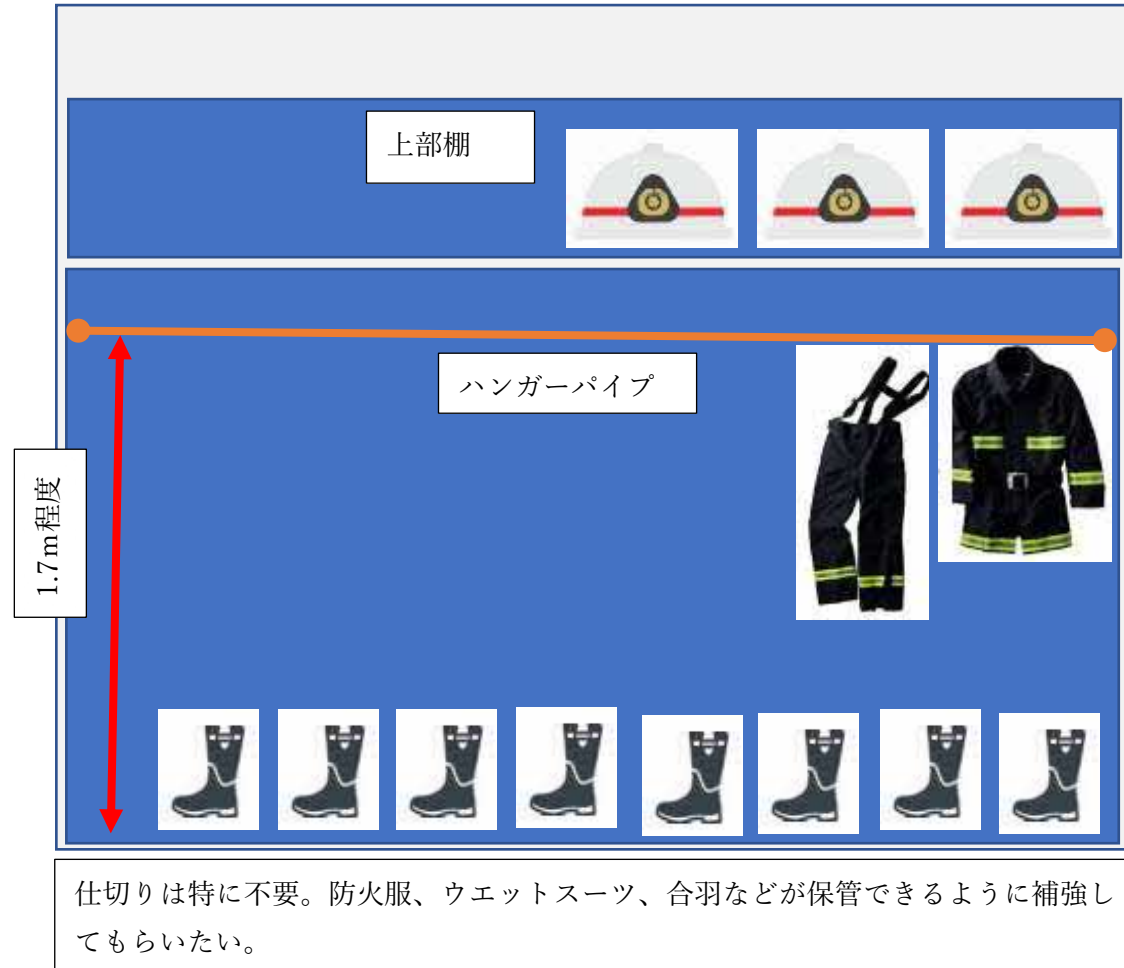 上部棚
ハンガーパイプ
1.7m程度
仕切りは特に不要。防火服、ウエットスーツ、合羽などが保管できるように補強し
てもらいたい。